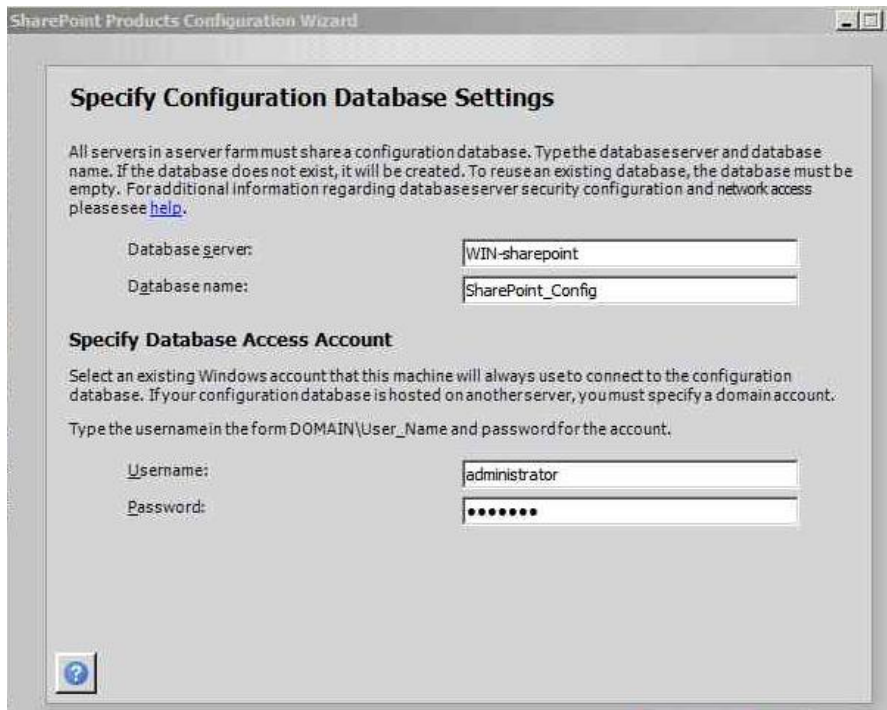 SharePoint Products Configuration Wizard
Specify Configuration Database Settings
All servers in a server farm must share a configuration database. Type the database server and database
name. If the database does not exist, it will be created. To reuse an existing database, the database must be
empty. For additional information regarding database server security configuration and network access
please see help.
Database server:
WIN-sharepoint
Database name:
SharePoint_Config
Specify Database Access Account
Select an existing Windows account that this machine will always use to connect to the configuration
database. If your configuration database is hosted on another server, you must specify a domain account.
Type the username in the form DOMAIN\User_Name and password for the account.
Username:
administrator
Password:
•••••••
?